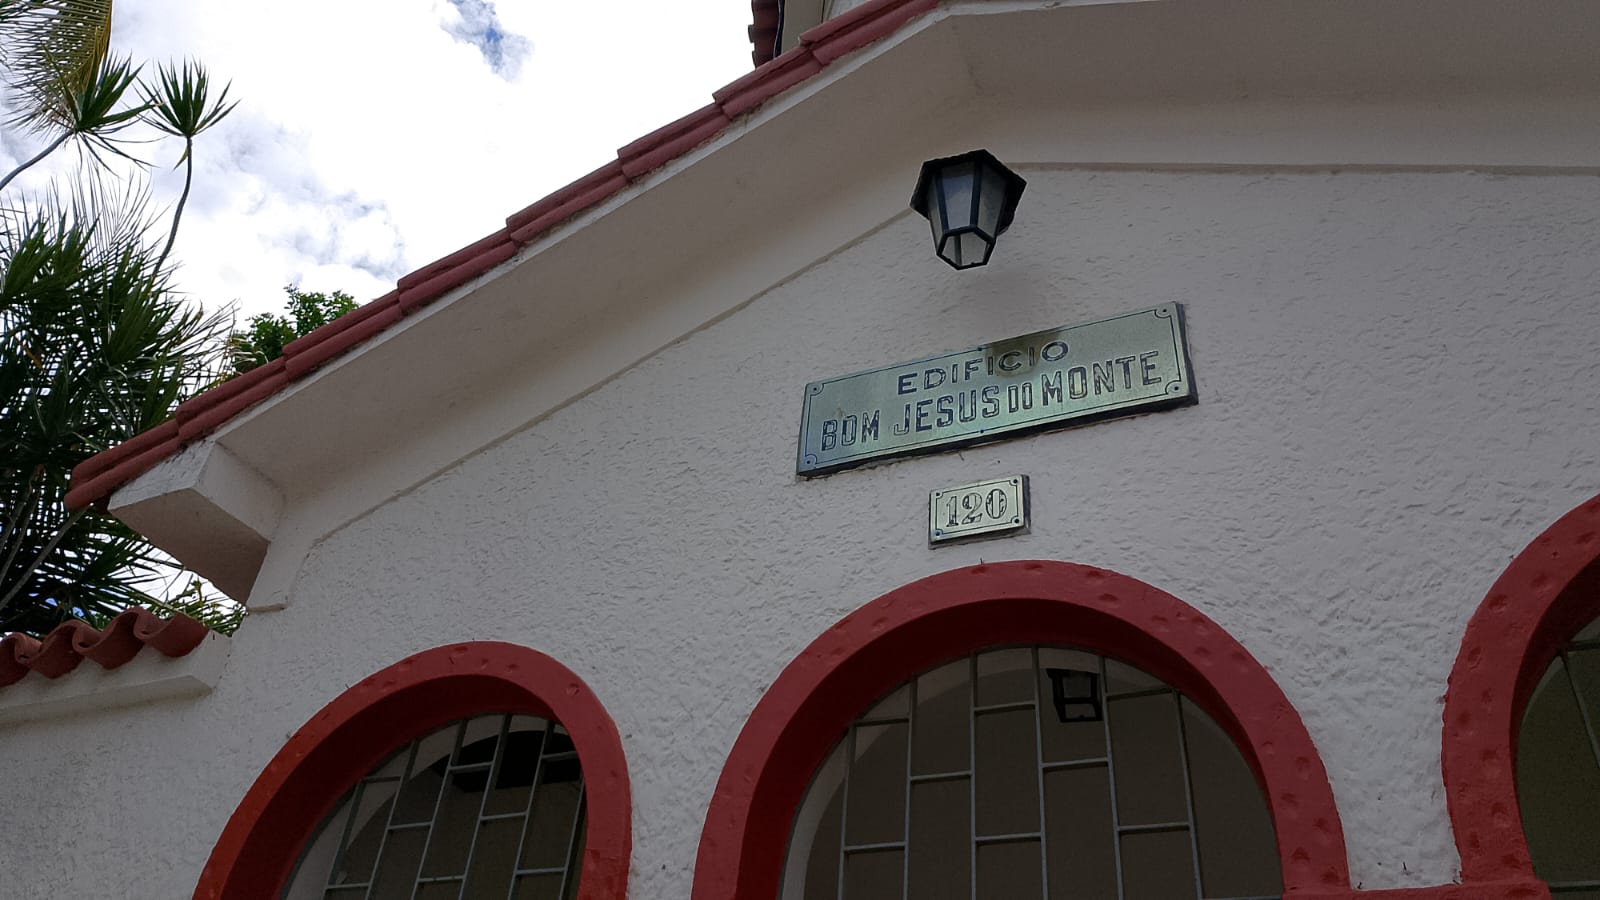 EDIFICIO
BOM JESUS DO MONTE
120